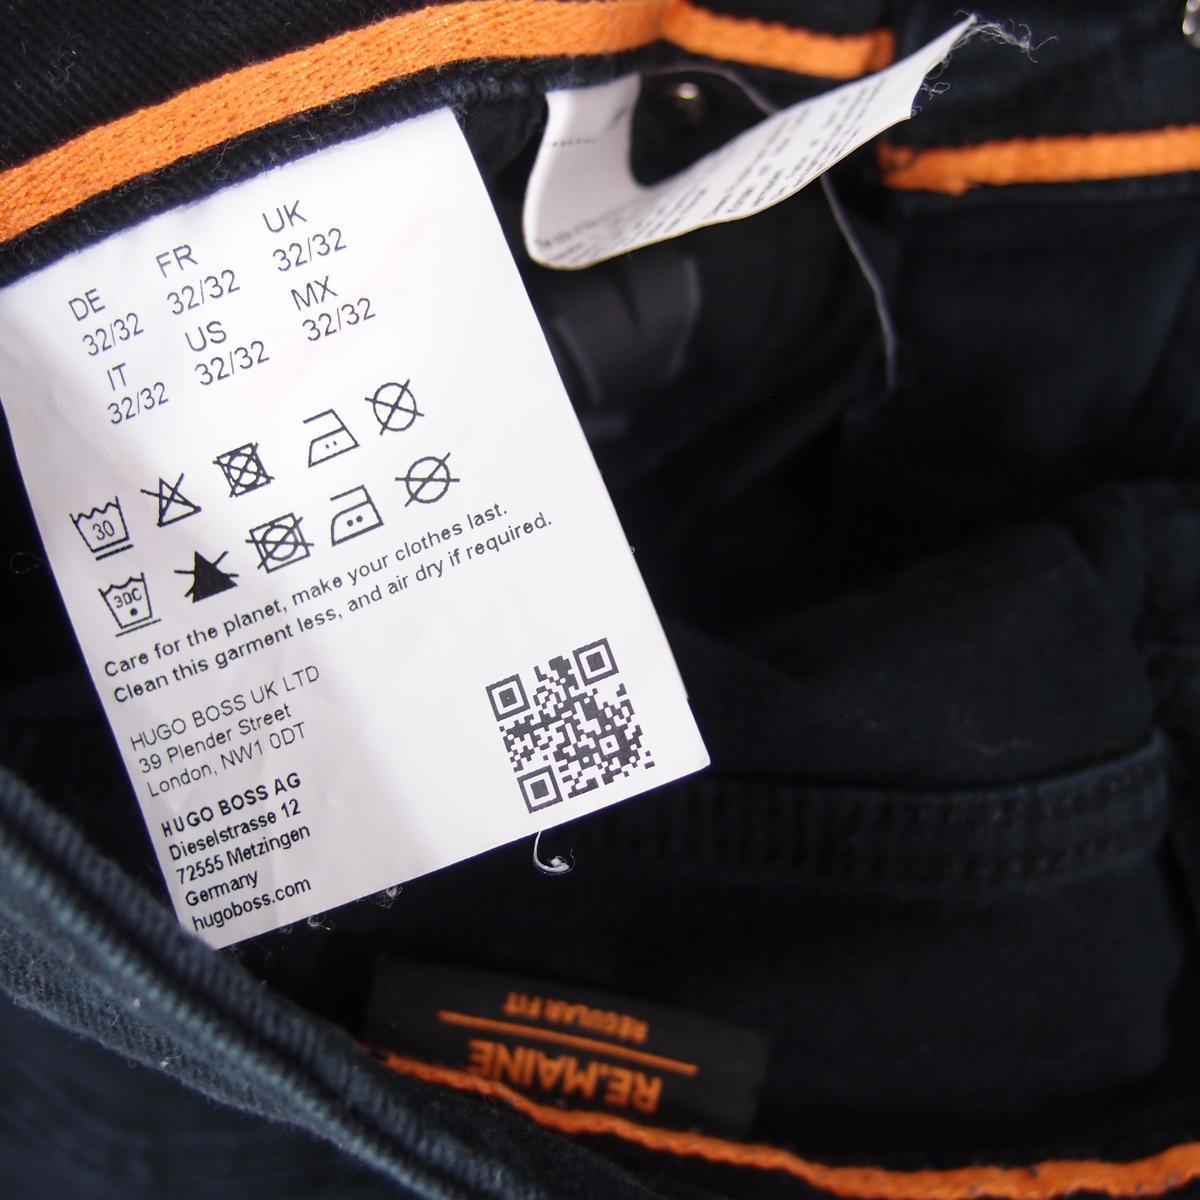 DE FR UK
32/32 32/32 32/32
IT US MX
32/32 32/32 32/32
30
30C
Care for the planet, make your clothes last.
Clean this garment less, and air dry if required.
HUGO BOSS UK LTD
39 Plender Street
London, NW1 0DT
HUGO BOSS AG
Dieselstrasse 12
72555 Metzingen
Germany
hugoboss.com
RE.MAINE
REGULAR FIT